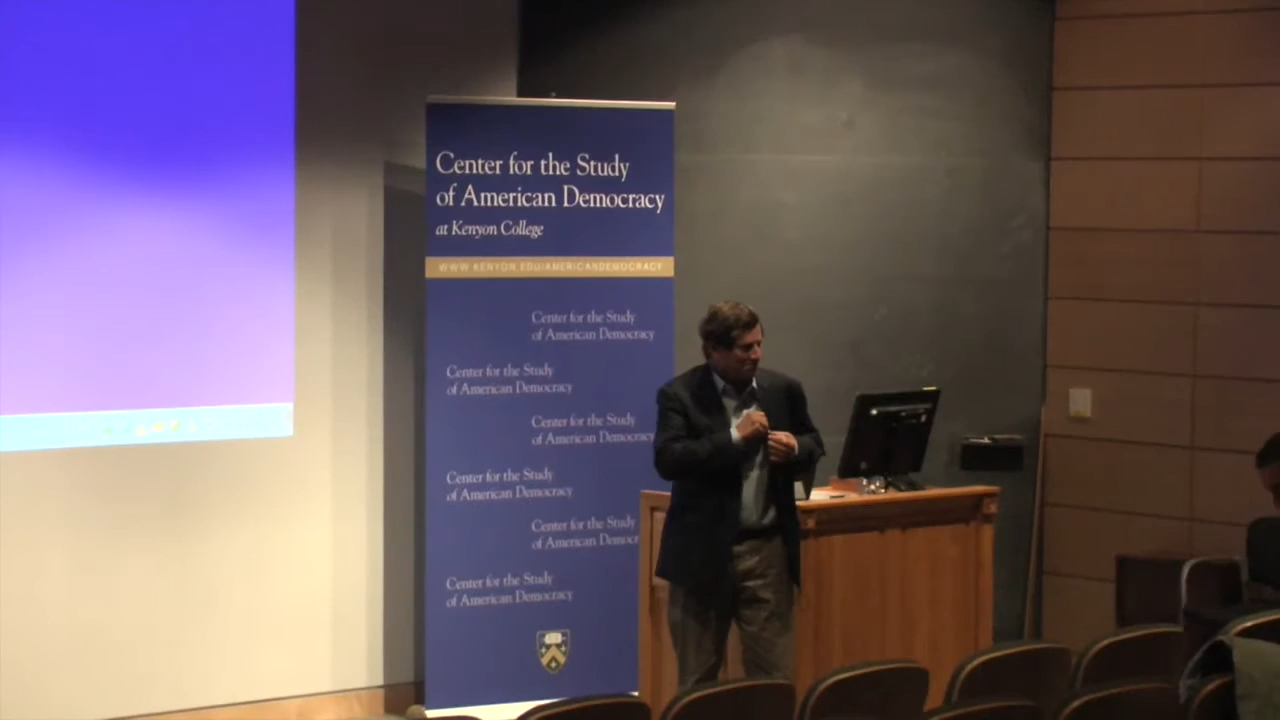 Center for the Study
of American Democracy
at Kenyon College
WWW.KENYON.EDU/AMERICANDEMOCRACY
Center for the Study
of American Democracy
Center for the Study
of American Democracy
Center for the Study
of American Democracy
Center for the Study
of American Democracy
Center for the Study
of American Democr
Center for the Study
of American Democracy